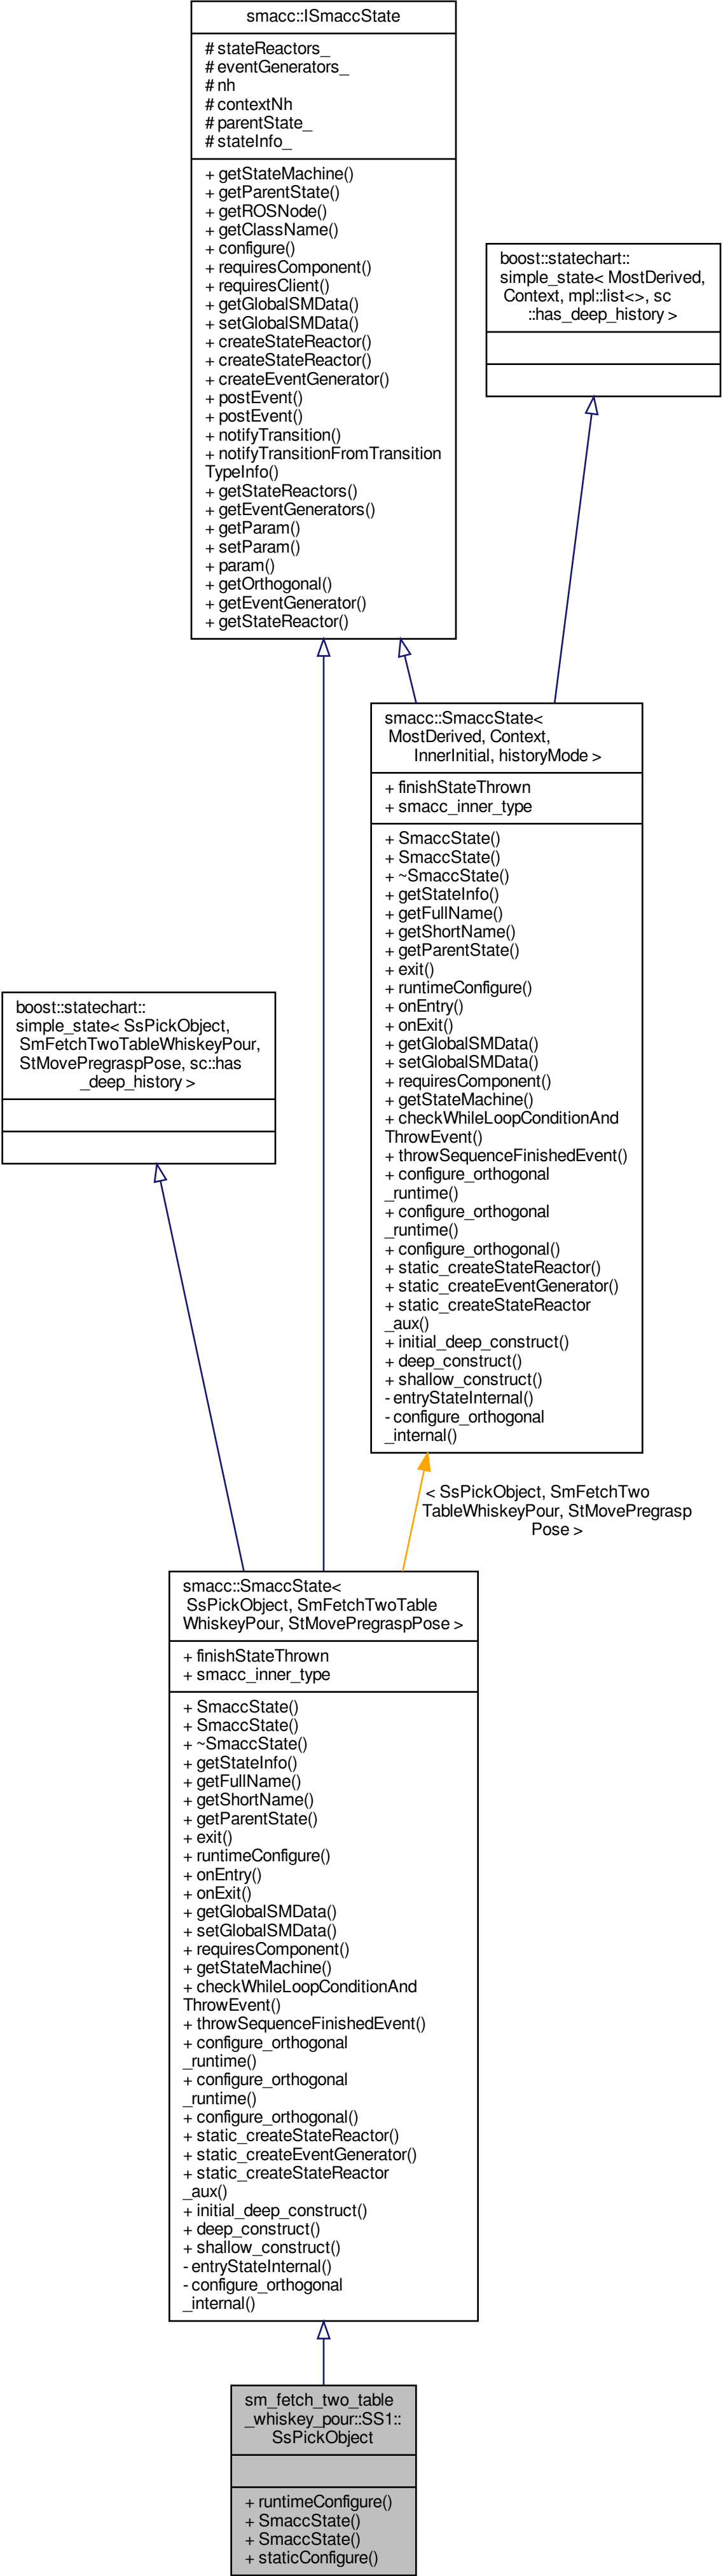 smacc::ISmaccState
# stateReactors_
# eventGenerators_
# nh
# contextNh
# parentState_
# stateInfo_
+ getStateMachine()
+ getParentState()
+ getROSNode()
+ getClassName()
+ configure()
+ requiresComponent()
+ requiresClient()
+ getGlobalSMData()
+ setGlobalSMData()
+ createStateReactor()
+ createStateReactor()
+ createEventGenerator()
+ postEvent()
+ postEvent()
+ notifyTransition()
+ notifyTransitionFromTransition
TypeInfo()
+ getStateReactors()
+ getEventGenerators()
+ getParam()
+ setParam()
+ param()
+ getOrthogonal()
+ getEventGenerator()
+ getStateReactor()
boost::statechart::
simple_state< MostDerived,
Context, mpl::list<>, sc
::has_deep_history >
smacc::SmaccState<
MostDerived, Context,
InnerInitial, historyMode >
+ finishStateThrown
+ smacc_inner_type
+ SmaccState()
+ SmaccState()
+ ~SmaccState()
+ getStateInfo()
+ getFullName()
+ getShortName()
+ getParentState()
+ exit()
+ runtimeConfigure()
+ onEntry()
+ onExit()
+ getGlobalSMData()
+ setGlobalSMData()
+ requiresComponent()
+ getStateMachine()
+ checkWhileLoopConditionAnd
ThrowEvent()
+ throwSequenceFinishedEvent()
+ configure_orthogonal
_runtime()
+ configure_orthogonal
_runtime()
+ configure_orthogonal()
+ static_createStateReactor()
+ static_createEventGenerator()
+ static_createStateReactor
_aux()
+ initial_deep_construct()
+ deep_construct()
+ shallow_construct()
- entryStateInternal()
- configure_orthogonal
_internal()
boost::statechart::
simple_state< SsPickObject,
SmFetchTwoTableWhiskeyPour,
StMovePregraspPose, sc::has
_deep_history >
< SsPickObject, SmFetchTwo
TableWhiskeyPour, StMovePregrasp
Pose >
smacc::SmaccState<
SsPickObject, SmFetchTwoTable
WhiskeyPour, StMovePregraspPose >
+ finishStateThrown
+ smacc_inner_type
+ SmaccState()
+ SmaccState()
+ ~SmaccState()
+ getStateInfo()
+ getFullName()
+ getShortName()
+ getParentState()
+ exit()
+ runtimeConfigure()
+ onEntry()
+ onExit()
+ getGlobalSMData()
+ setGlobalSMData()
+ requiresComponent()
+ getStateMachine()
+ checkWhileLoopConditionAnd
ThrowEvent()
+ throwSequenceFinishedEvent()
+ configure_orthogonal
_runtime()
+ configure_orthogonal
_runtime()
+ configure_orthogonal()
+ static_createStateReactor()
+ static_createEventGenerator()
+ static_createStateReactor
_aux()
+ initial_deep_construct()
+ deep_construct()
+ shallow_construct()
- entryStateInternal()
- configure_orthogonal
_internal()
sm_fetch_two_table
_whiskey_pour::SS1::
SsPickObject
+ runtimeConfigure()
+ SmaccState()
+ SmaccState()
+ staticConfigure()